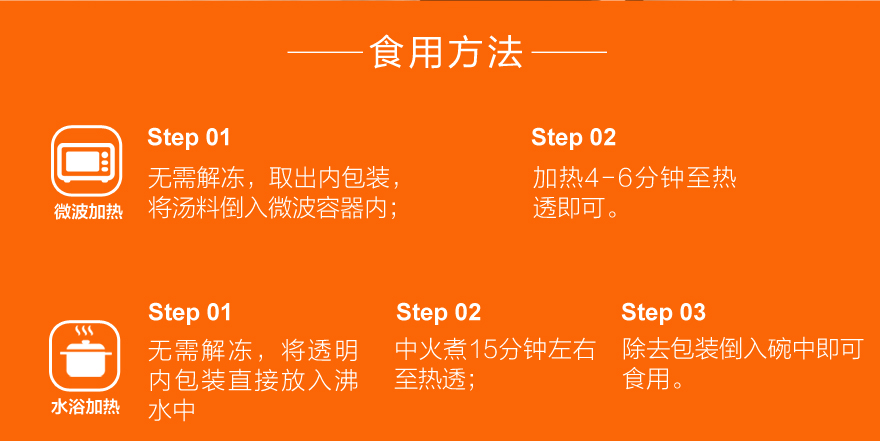 食用方法
Step 01
无需解冻，取出内包装，
将汤料倒入微波容器内；
Step 02
加热4-6分钟至热
透即可。
微波加热
Step 01
无需解冻，将透明
内包装直接放入沸
水中
Step 02
中火煮15分钟左右
至热透；
Step 03
除去包装倒入碗中即可
食用。
水浴加热